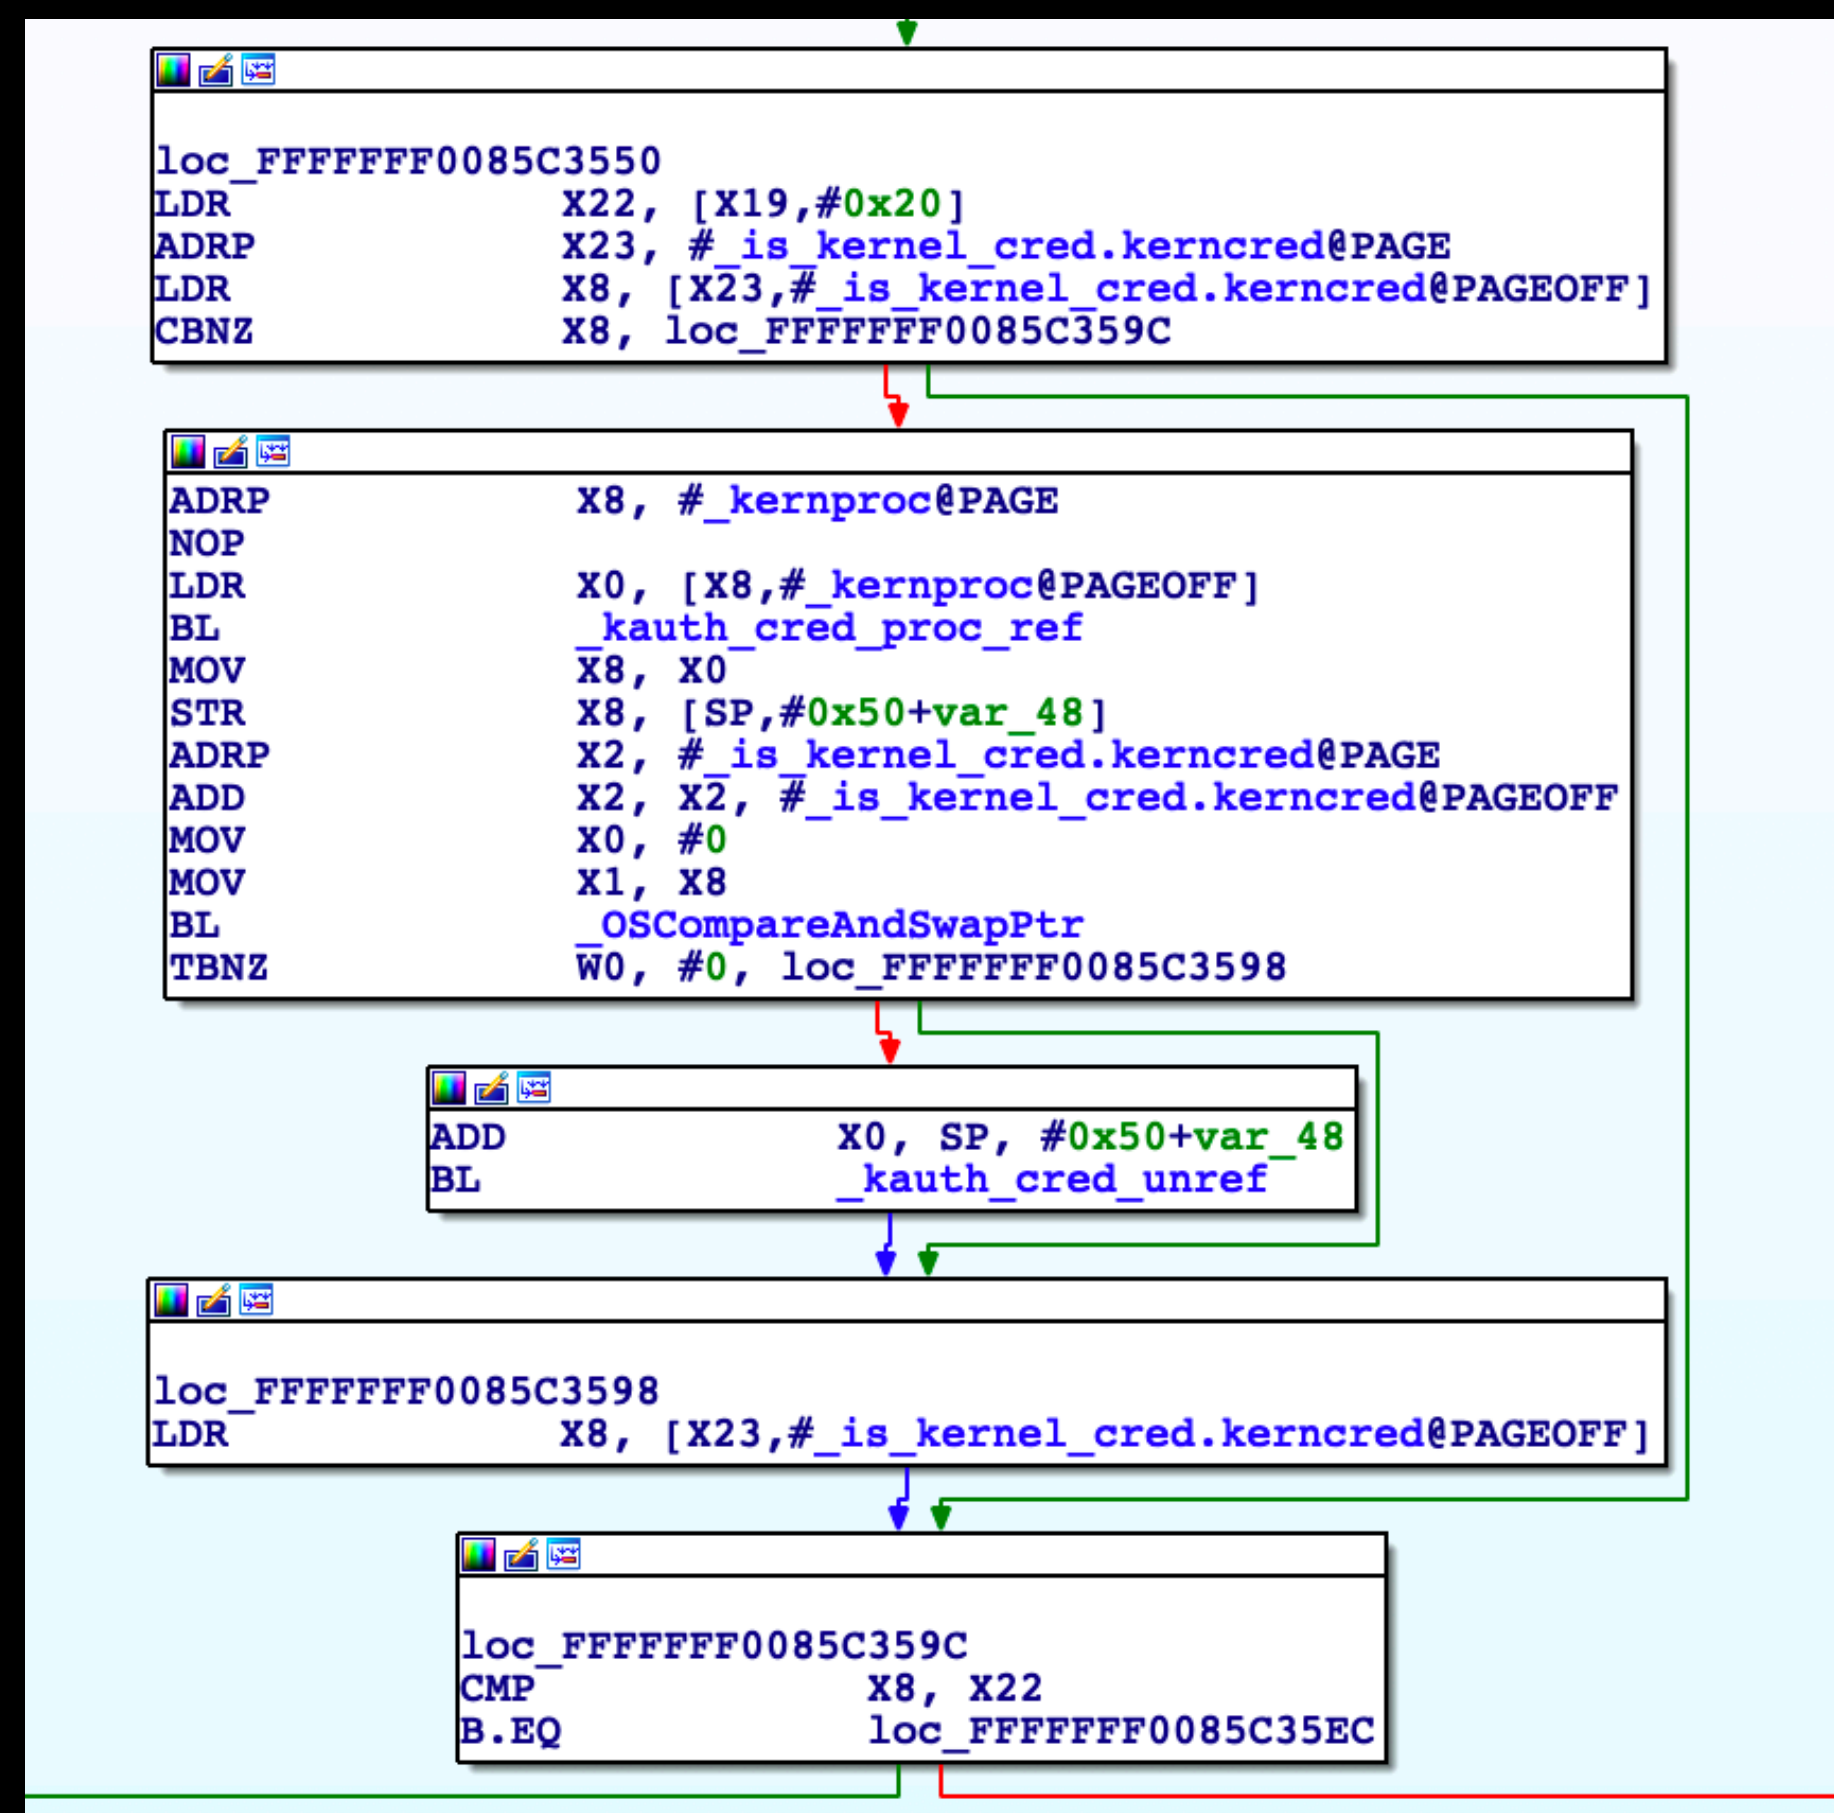 loc_FFFFFFF0085C3550
LDR X22, [X19,#0x20]
ADRP X23, #_is_kernel_cred.kerncred@PAGE
LDR X8, [X23,#_is_kernel_cred.kerncred@PAGEOFF]
CBNZ X8, loc_FFFFFFF0085C359C
ADRP X8, #_kernproc@PAGE
NOP
LDR X0, [X8,#_kernproc@PAGEOFF]
BL _kauth_cred_proc_ref
MOV X8, X0
STR X8, [SP,#0x50+var_48]
ADRP X2, #_is_kernel_cred.kerncred@PAGE
ADD X2, X2, #_is_kernel_cred.kerncred@PAGEOFF
MOV X0, #0
MOV X1, X8
BL _OSCompareAndSwapPtr
TBNZ W0, #0, loc_FFFFFFF0085C3598
ADD X0, SP, #0x50+var_48
BL _kauth_cred_unref
loc_FFFFFFF0085C3598
LDR X8, [X23,#_is_kernel_cred.kerncred@PAGEOFF]
loc_FFFFFFF0085C359C
CMP X8, X22
B.EQ loc_FFFFFFF0085C35EC